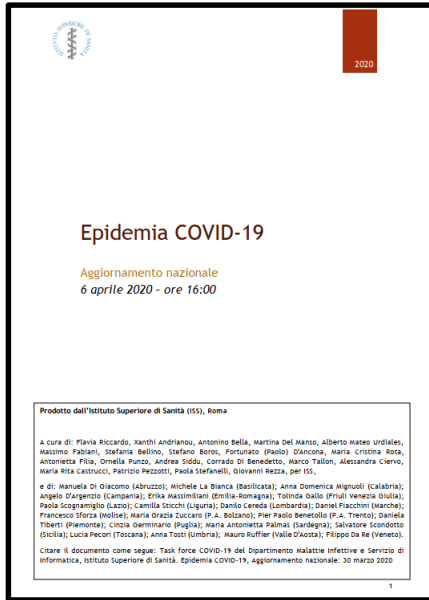 ISTITUTO SUPERIORE DI SANITÀ
2020
Epidemia COVID-19
Aggiornamento nazionale
6 aprile 2020 – ore 16:00
Prodotto dall'Istituto Superiore di Sanità (ISS), Roma
A cura di: Flavia Riccardo, Xanthi Andrianou, Antonino Bella, Martina Del Manso, Alberto Mateo Urdiales,
Massimo Fabiani, Stefania Bellino, Stefano Boros, Fortunato (Paolo) D'Ancona, Maria Cristina Rota,
Antonietta Filia, Ornella Punzo, Andrea Siddu, Corrado Di Benedetto, Marco Tallon, Alessandra Ciervo,
Maria Rita Castrucci, Patrizio Pezzotti, Paola Stefanelli, Giovanni Rezza, per ISS,
e di: Manuela Di Giacomo (Abruzzo); Michele La Bianca (Basilicata); Anna Domenica Mignuoli (Calabria);
Angelo D'Argenzio (Campania); Erika Massimiliani (Emilia-Romagna); Tolinda Gallo (Friuli Venezia Giulia);
Paola Scognamiglio (Lazio); Camilla Sticchi (Liguria); Danilo Cereda (Lombardia); Daniel Fiacchini (Marche);
Francesco Sforza (Molise); Maria Grazia Zuccaro (P.A. Bolzano); Pier Paolo Benetollo (P.A. Trento); Daniela
Tiberti (Piemonte); Cinzia Germinario (Puglia); Maria Antonietta Palmas (Sardegna); Salvatore Scondotto
(Sicilia); Lucia Pecori (Toscana); Anna Tosti (Umbria); Mauro Ruffier (Valle D'Aosta); Filippo Da Re (Veneto).
Citare il documento come segue: Task force COVID-19 del Dipartimento Malattie Infettive e Servizio di
Informatica, Istituto Superiore di Sanità. Epidemia COVID-19, Aggiornamento nazionale: 30 marzo 2020
1